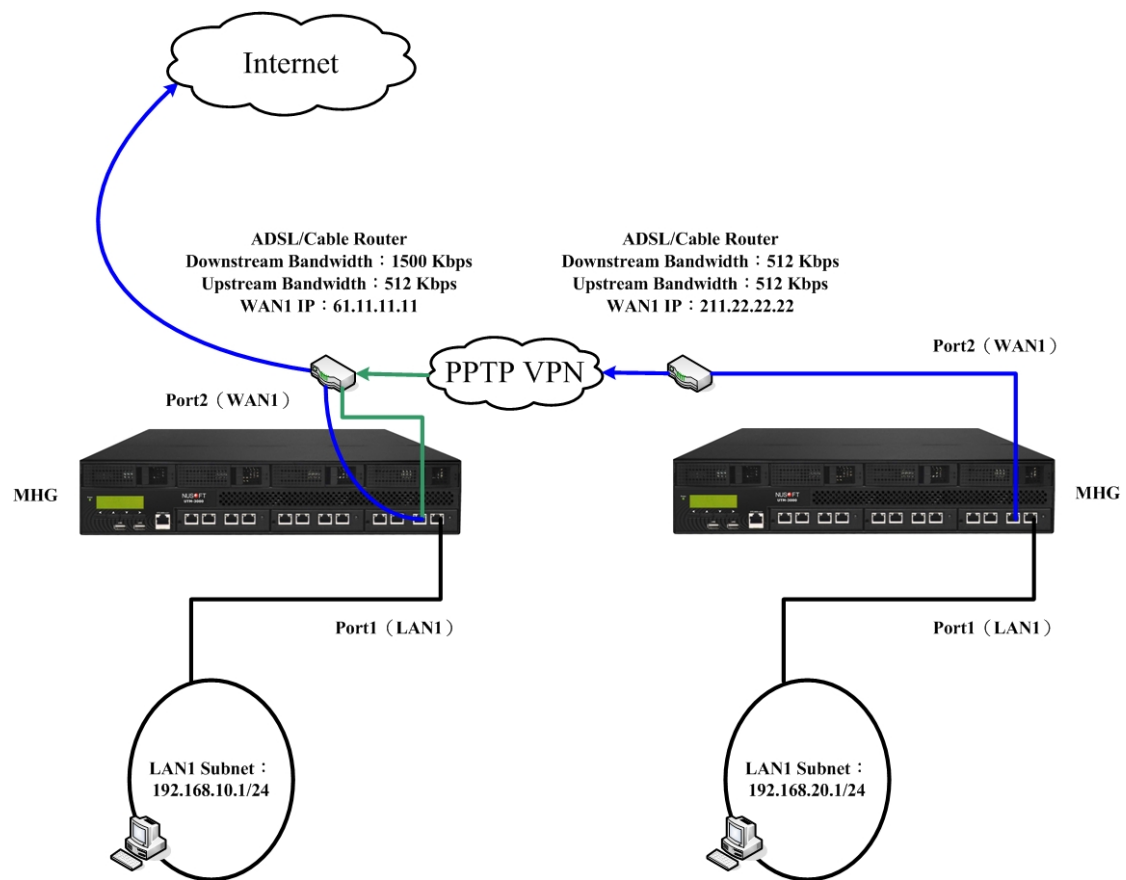 Internet
ADSL/Cable Router
Downstream Bandwidth：1500 Kbps
Upstream Bandwidth：512 Kbps
WAN1 IP：61.11.11.11
ADSL/Cable Router
Downstream Bandwidth：512 Kbps
Upstream Bandwidth：512 Kbps
WAN1 IP：211.22.22.22
PPTP VPN
Port2（WAN1）
Port2（WAN1）
MHG
NUSOFT
MHG
NUSOFT
Port1（LAN1）
Port1（LAN1）
LAN1 Subnet：
192.168.10.1/24
LAN1 Subnet：
192.168.20.1/24